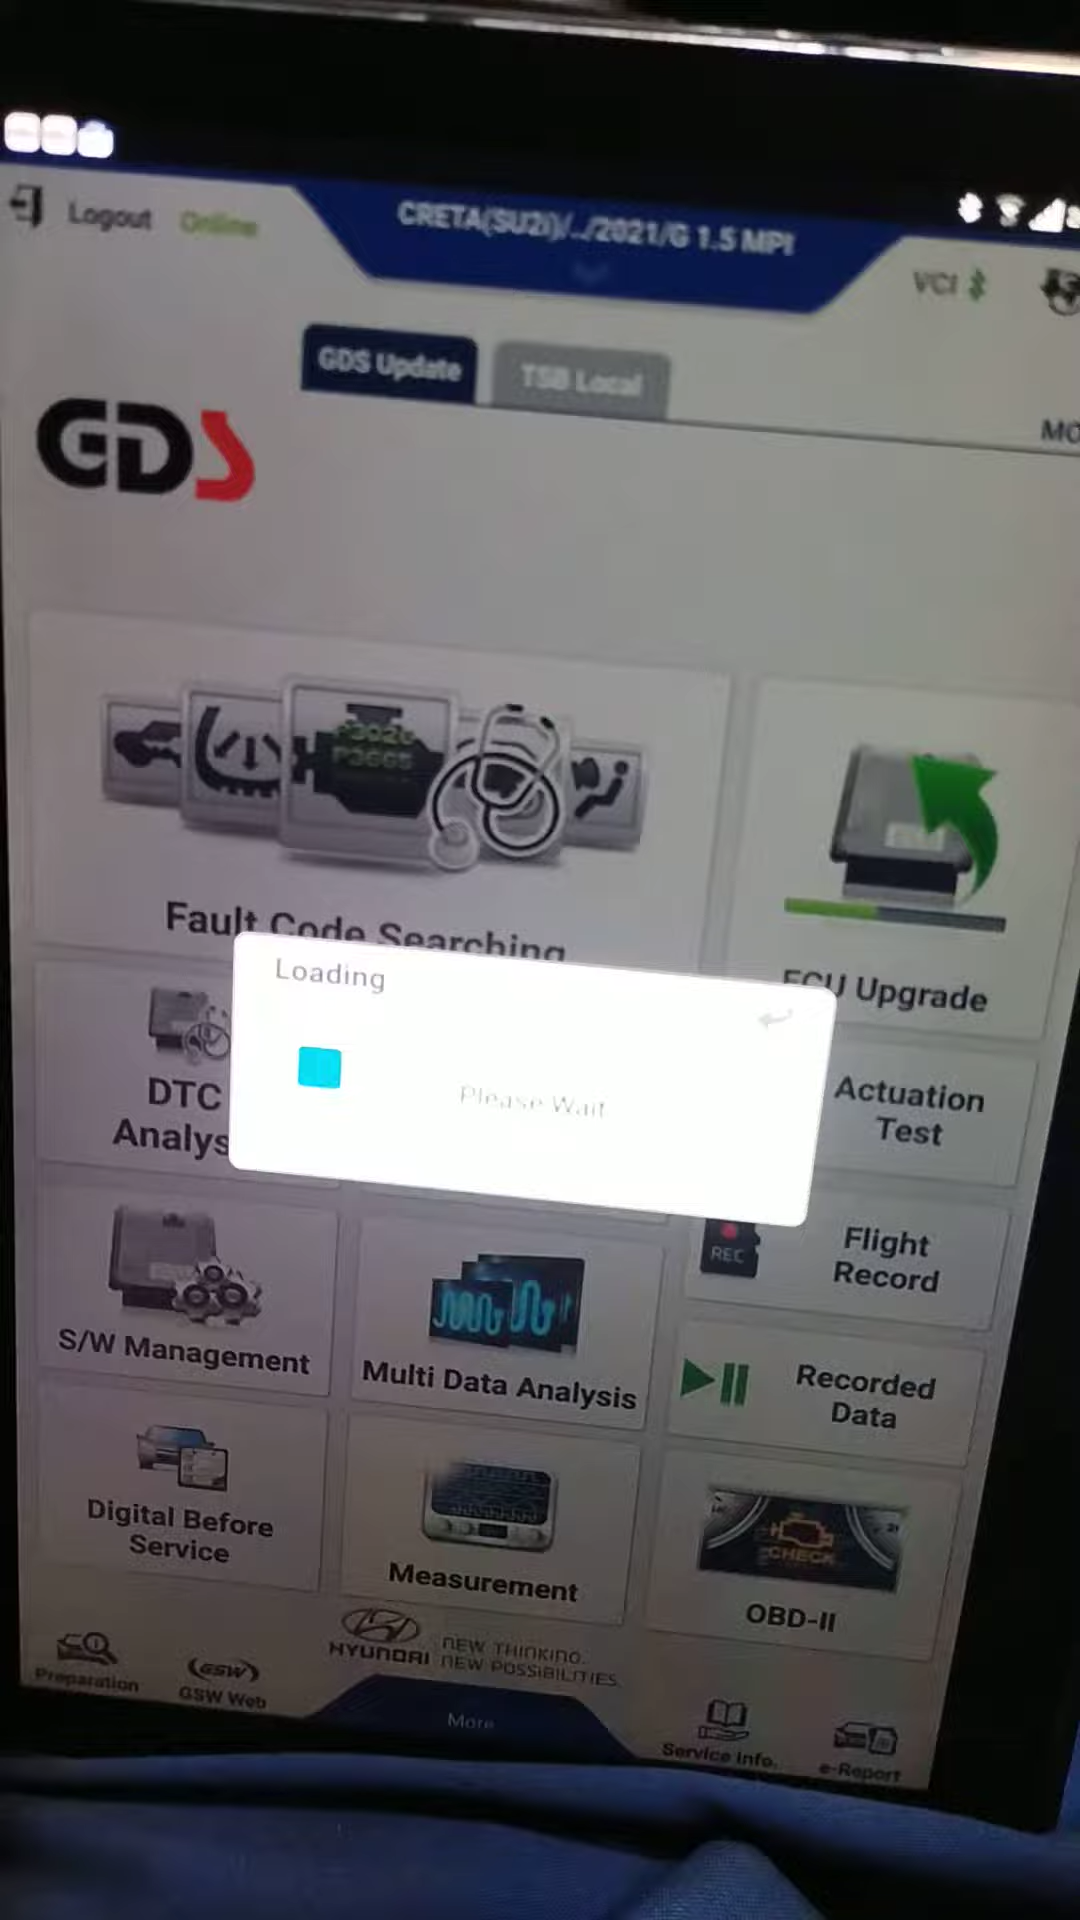 Logout Online
CRETA(SU2i)/../2021/G 1.5 MPI
VCI
GDS Update
TSB Local
GDS
Fault Code Searching
ECU Upgrade
Loading
Please Wait
DTC
Analys
Actuation
Test
Flight
Record
REC
S/W Management
Multi Data Analysis
Recorded
Data
Digital Before
Service
Measurement
CHECK
OBD-II
HYUNDAI
NEW THINKING.
NEW POSSIBILITIES.
Preparation
GSW
GSW Web
More
Service Info.
e-Report